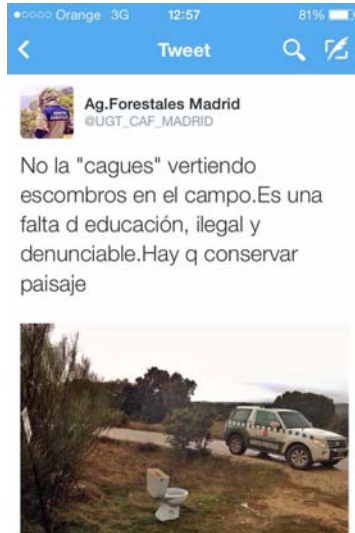 Orange 3G 12:57 81%
Tweet
Ag.Forestales Madrid
@UGT_CAF_MADRID
No la "cagues" vertiendo
escombros en el campo.Es una
falta d educación, ilegal y
denunciable.Hay q conservar
paisaje